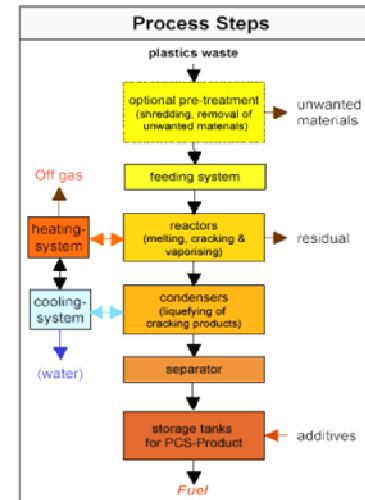 Process Steps
plastics waste
optional pre-treatment
(shredding, removal of
unwanted materials)
unwanted
materials
feeding system
Off gas
heating-
system
reactors
(melting, cracking &
vaporising)
residual
cooling-
system
condensers
(liquefying of
cracking products)
(water)
separator
storage tanks
for PCS-Product
additives
Fuel